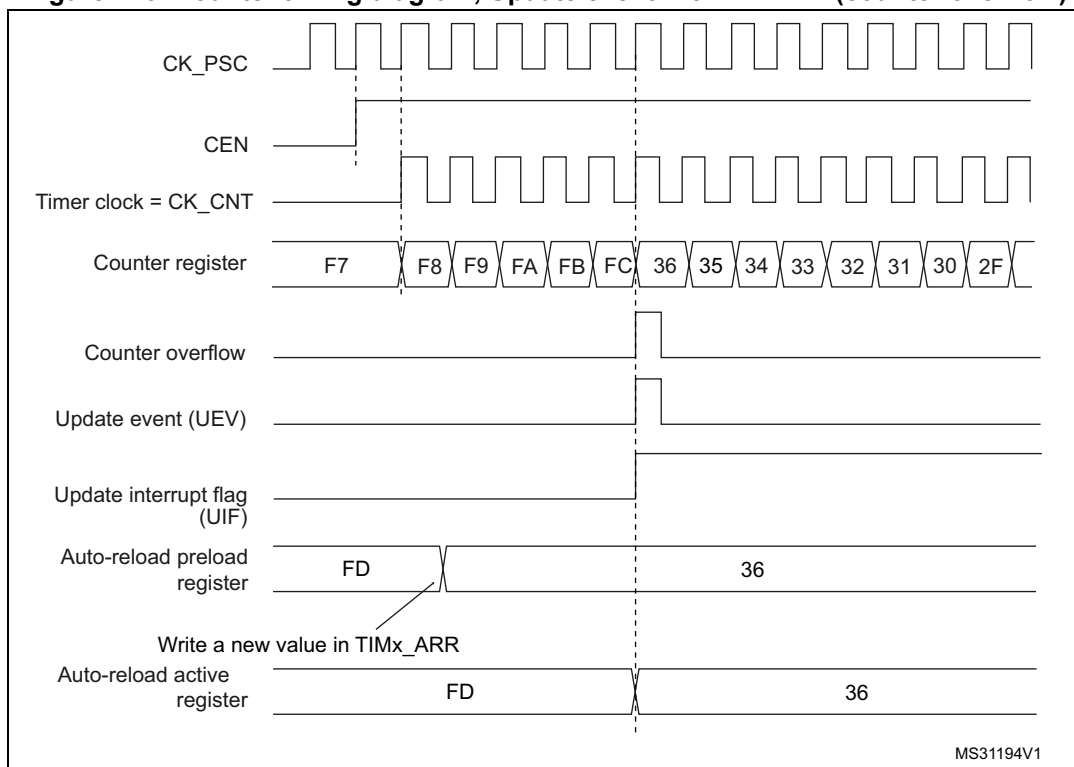 CK_PSC
CEN
Timer clock = CK_CNT
Counter register
F7 F8 F9 FA FB FC 36 35 34 33 32 31 30 2F
Counter overflow
Update event (UEV)
Update interrupt flag
(UIF)
Auto-reload preload
register
FD 36
Write a new value in TIMx_ARR
Auto-reload active
register
FD 36
MS31194V1